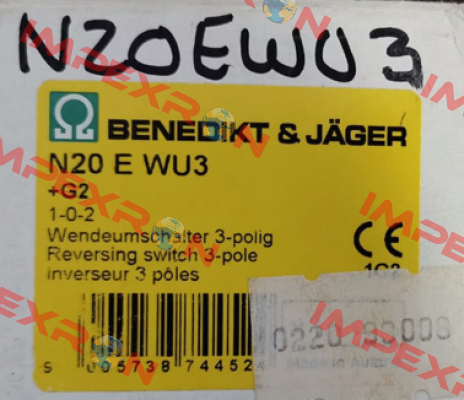 N20EWU3
BENEDIKT & JÄGER
N20 E WU3
+G2
1-0-2
Wendeumschalter 3-polig
Reversing switch 3-pole
inverseur 3 pôles
CE
IMPEXRON